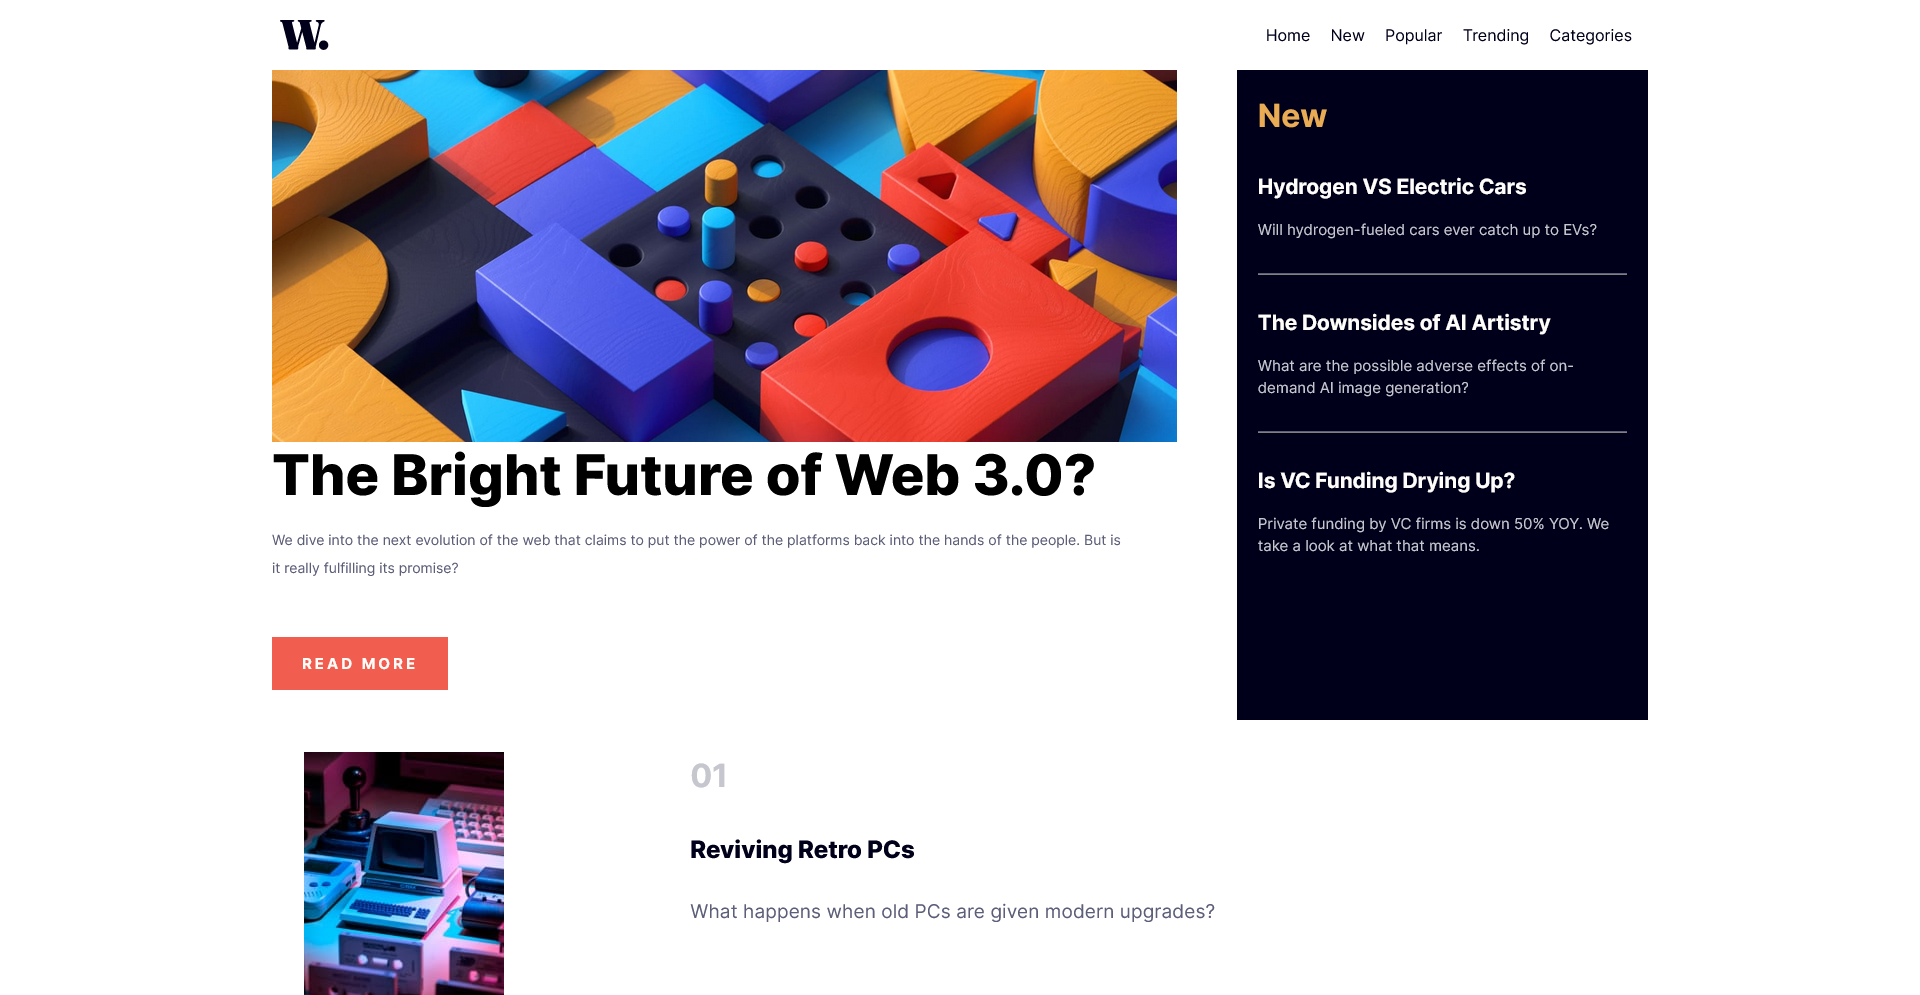 W.
Home New Popular Trending Categories
The Bright Future of Web 3.0?
We dive into the next evolution of the web that claims to put the power of the platforms back into the hands of the people. But is
it really fulfilling its promise?
READ MORE
New
Hydrogen VS Electric Cars
Will hydrogen-fueled cars ever catch up to EVs?
The Downsides of AI Artistry
What are the possible adverse effects of on-
demand AI image generation?
Is VC Funding Drying Up?
Private funding by VC firms is down 50% YOY. We
take a look at what that means.
01
Reviving Retro PCs
What happens when old PCs are given modern upgrades?